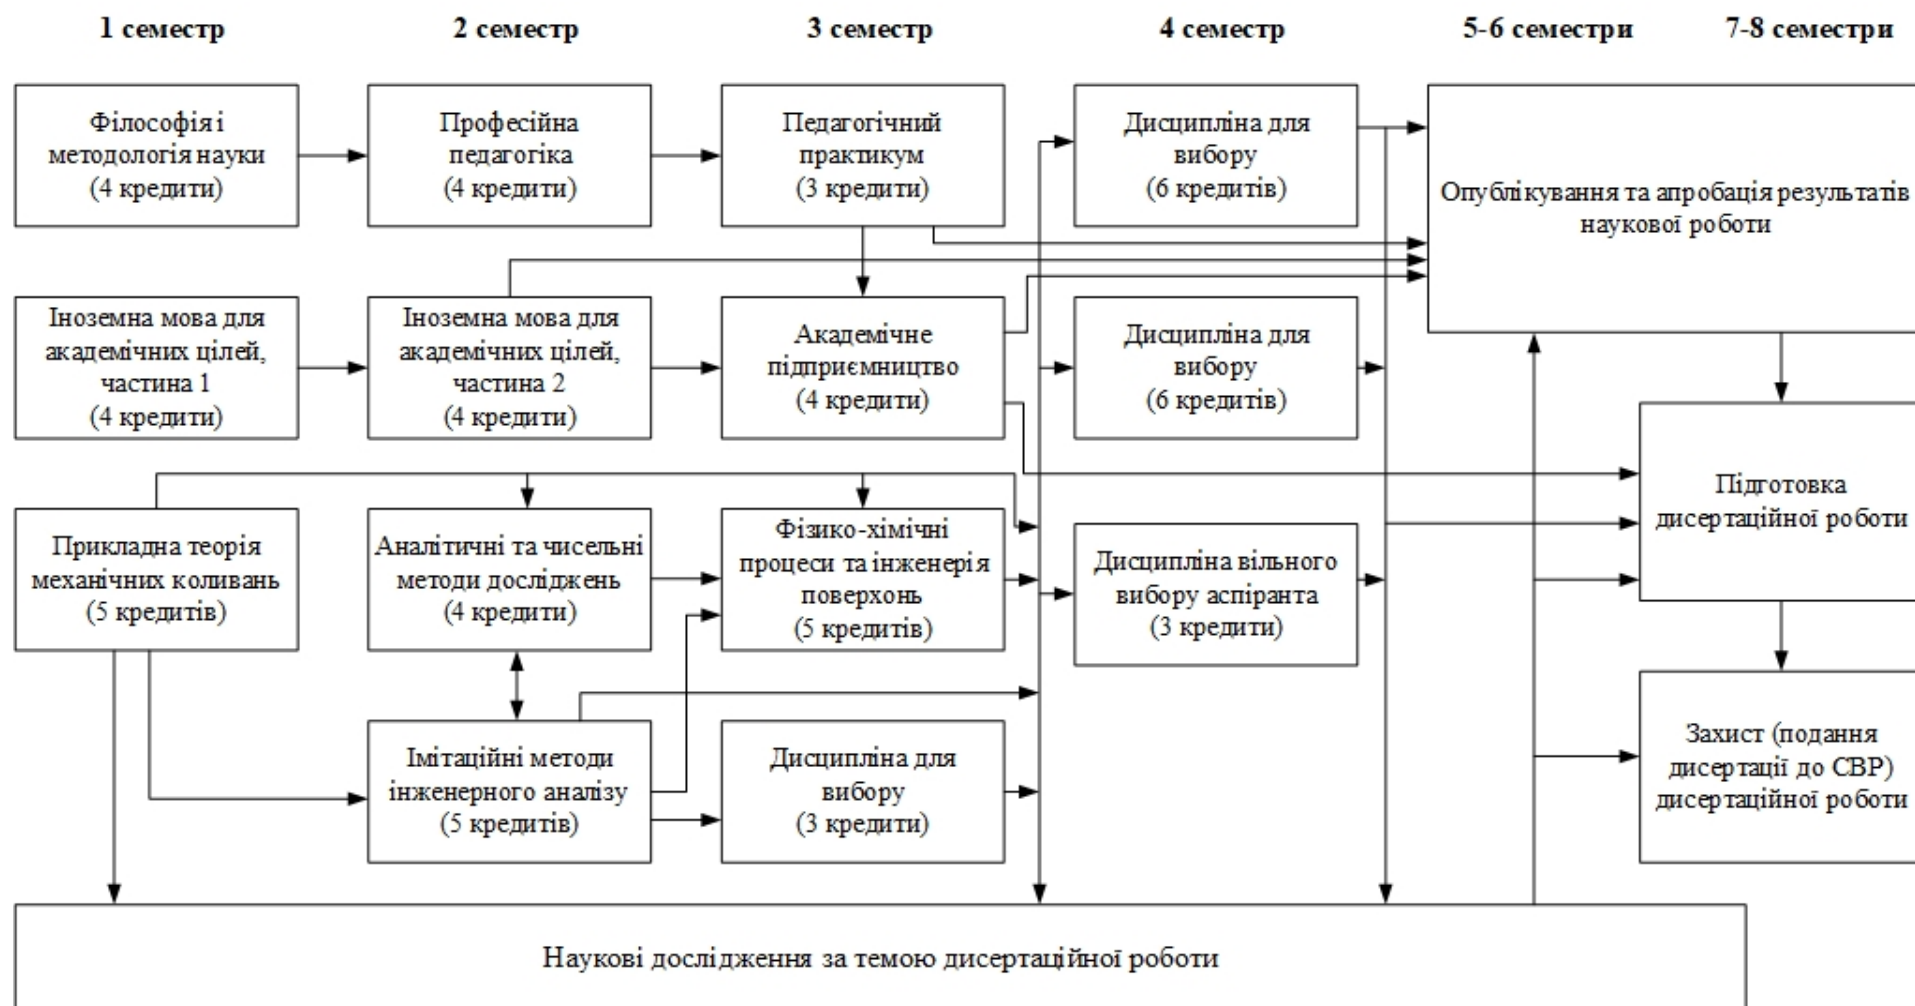 1 семестр
2 семестр
3 семестр
4 семестр
5-6 семестри
7-8 семестри
Філософія і
методологія науки
(4 кредити)
Професійна
педагогіка
(4 кредити)
Педагогічний
практикум
(3 кредити)
Дисципліна для
вибору
(6 кредитів)
Опублікування та апробація результатів
наукової роботи
Іноземна мова для
академічних цілей,
частина 1
(4 кредити)
Іноземна мова для
академічних цілей,
частина 2
(4 кредити)
Академічне
підприємництво
(4 кредити)
Дисципліна для
вибору
(6 кредитів)
Підготовка
дисертаційної роботи
Прикладна теорія
механічних коливань
(5 кредитів)
Аналітичні та чисельні
методи досліджень
(4 кредити)
Фізико-хімічні
процеси та інженерія
поверхонь
(5 кредитів)
Дисципліна вільного
вибору аспіранта
(3 кредити)
Імітаційні методи
інженерного аналізу
(5 кредитів)
Дисципліна для
вибору
(3 кредити)
Захист (подання
дисертації до СВР)
дисертаційної роботи
Наукові дослідження за темою дисертаційної роботи